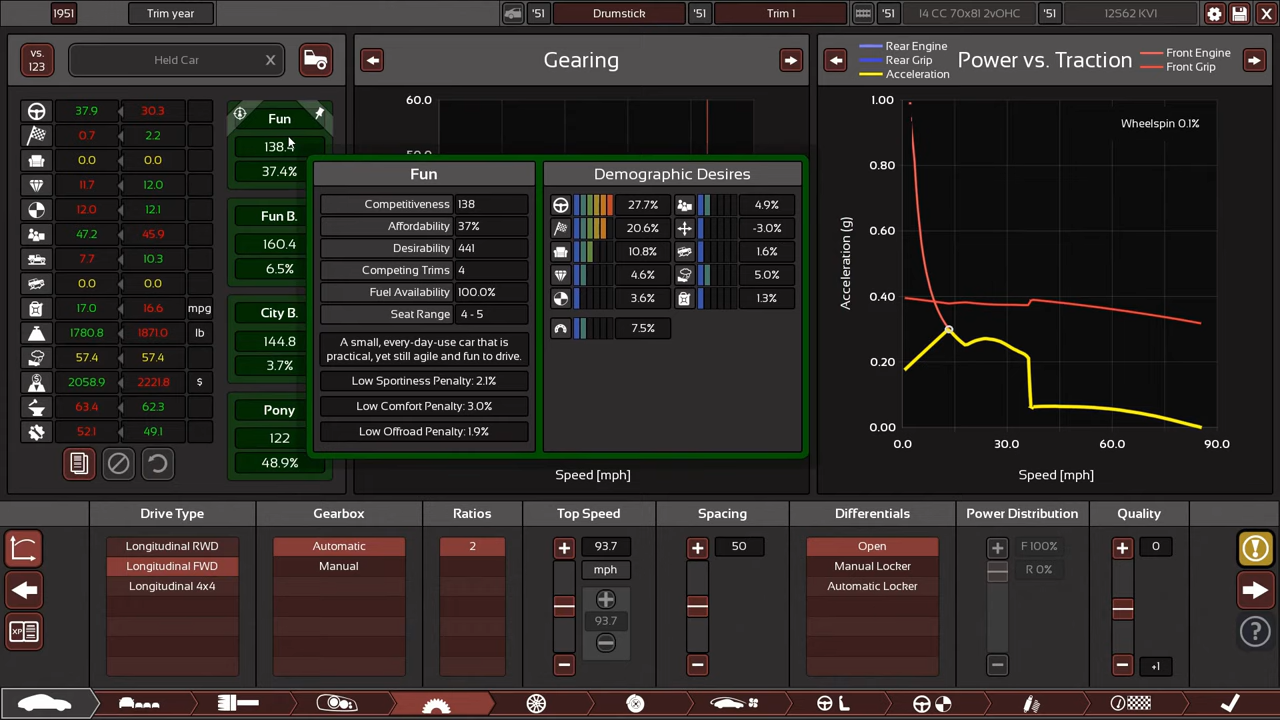 1951 Trim year '51 Drumstick '51 Trim 1 '51 I4 CC 70x81 2vOHC '51 12562 KVI
vs. 123
Held Car X
37.9 30.3
0.7 2.2
0.0 0.0
11.7 12.0
12.0 12.1
47.2 45.9
7.7 10.3
0.0 0.0
17.0 16.6 mpg
1780.8 1871.0 lb
57.4 57.4
2058.9 2221.8 $
63.4 62.3
52.1 49.1
Fun
138.4
37.4%
Fun B.
160.4
6.5%
City B.
144.8
3.7%
Pony
122
48.9%
Gearing
60.0
Speed [mph]
Fun
Competitiveness 138
Affordability 37%
Desirability 441
Competing Trims 4
Fuel Availability 100.0%
Seat Range 4 - 5
A small, every-day-use car that is
practical, yet still agile and fun to drive.
Low Sportiness Penalty: 2.1%
Low Comfort Penalty: 3.0%
Low Offroad Penalty: 1.9%
Demographic Desires
27.7% 4.9%
20.6% -3.0%
10.8% 1.6%
4.6% 5.0%
3.6% 1.3%
7.5%
Rear Engine
Rear Grip
Acceleration
Power vs. Traction
Front Engine
Front Grip
Wheelspin 0.1%
1.00
0.80
0.60
0.40
0.20
0.00
Acceleration [g]
0.0 30.0 60.0 90.0
Speed [mph]
Drive Type
Longitudinal RWD
Longitudinal FWD
Longitudinal 4x4
Gearbox
Automatic
Manual
Ratios
2
Top Speed
93.7
mph
93.7
Spacing
50
Differentials
Open
Manual Locker
Automatic Locker
Power Distribution
F 100%
R 0%
Quality
0
+1
XP